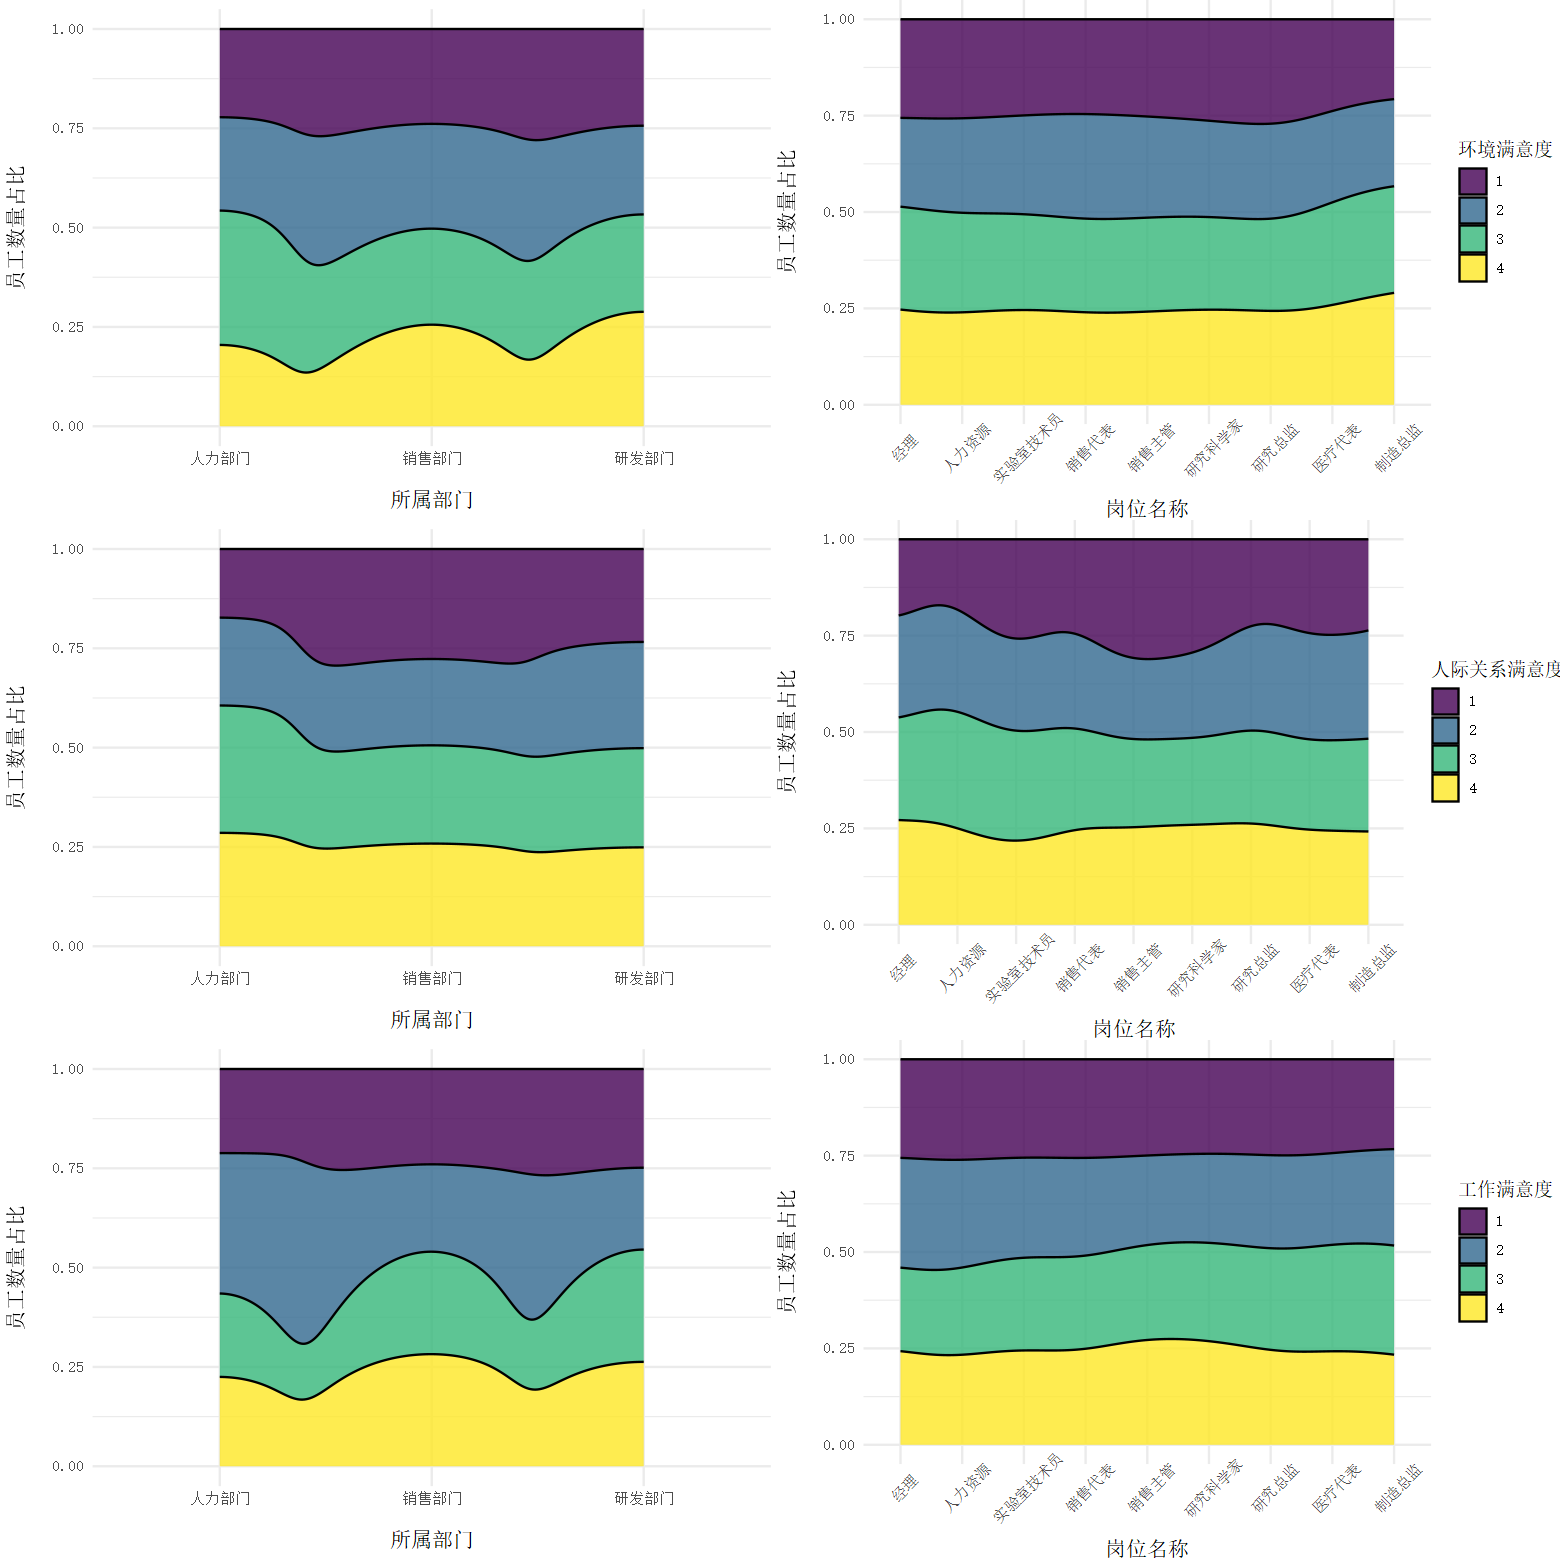 员工数量占比
1.00
0.75
0.50
0.25
0.00
人力部门
销售部门
研发部门
所属部门
员工数量占比
1.00
0.75
0.50
0.25
0.00
经理
人力资源
实验室技术员
销售代表
销售主管
研究科学家
研究总监
医疗代表
制造总监
岗位名称
环境满意度
1
2
3
4
员工数量占比
1.00
0.75
0.50
0.25
0.00
人力部门
销售部门
研发部门
所属部门
员工数量占比
1.00
0.75
0.50
0.25
0.00
经理
人力资源
实验室技术员
销售代表
销售主管
研究科学家
研究总监
医疗代表
制造总监
岗位名称
人际关系满意度
1
2
3
4
员工数量占比
1.00
0.75
0.50
0.25
0.00
人力部门
销售部门
研发部门
所属部门
员工数量占比
1.00
0.75
0.50
0.25
0.00
经理
人力资源
实验室技术员
销售代表
销售主管
研究科学家
研究总监
医疗代表
制造总监
岗位名称
工作满意度
1
2
3
4